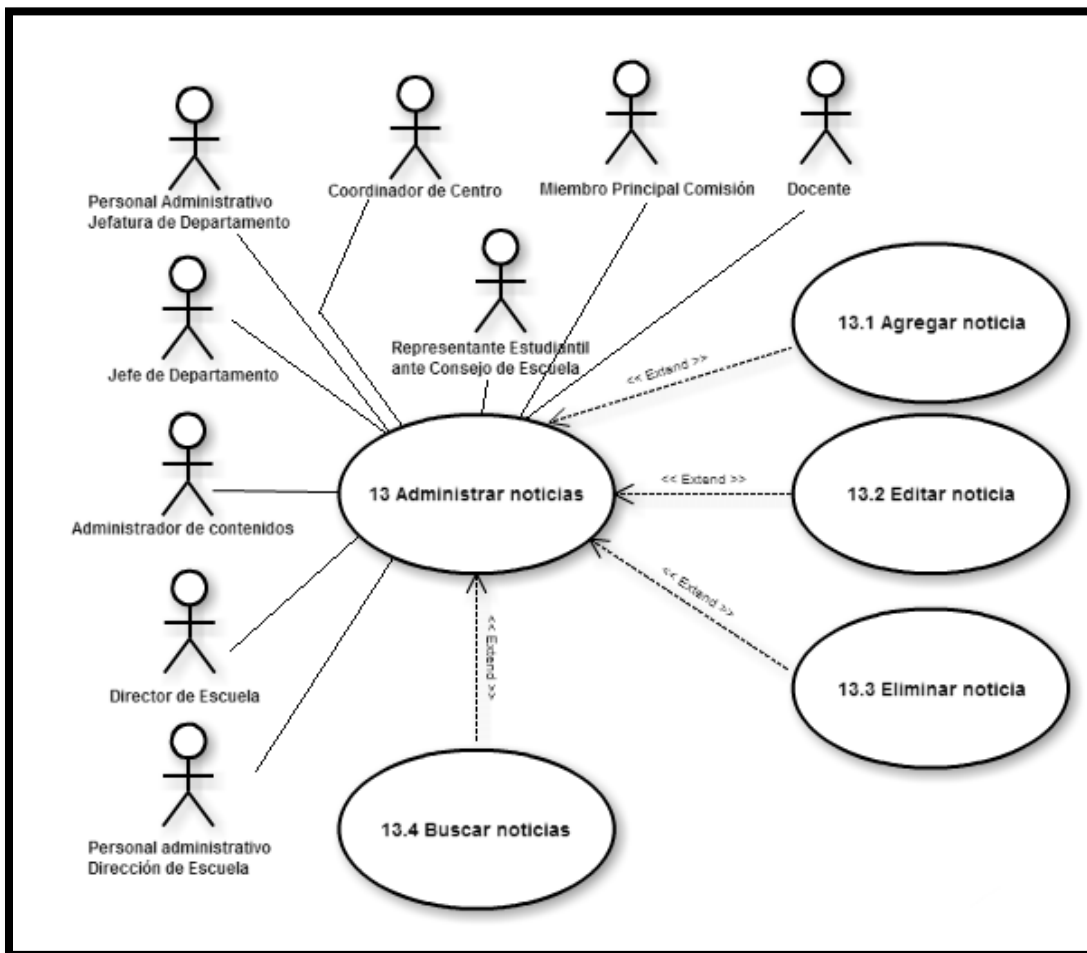 Personal Administrativo
Jefatura de Departamento
Coordinador de Centro
Miembro Principal Comisión
Docente
Representante Estudiantil
ante Consejo de Escuela
Jefe de Departamento
Administrador de contenidos
Director de Escuela
Personal administrativo
Dirección de Escuela
13 Administrar noticias
<< Extend >>
13.1 Agregar noticia
<< Extend >>
13.2 Editar noticia
<< Extend >>
13.3 Eliminar noticia
<< Extend >>
13.4 Buscar noticias